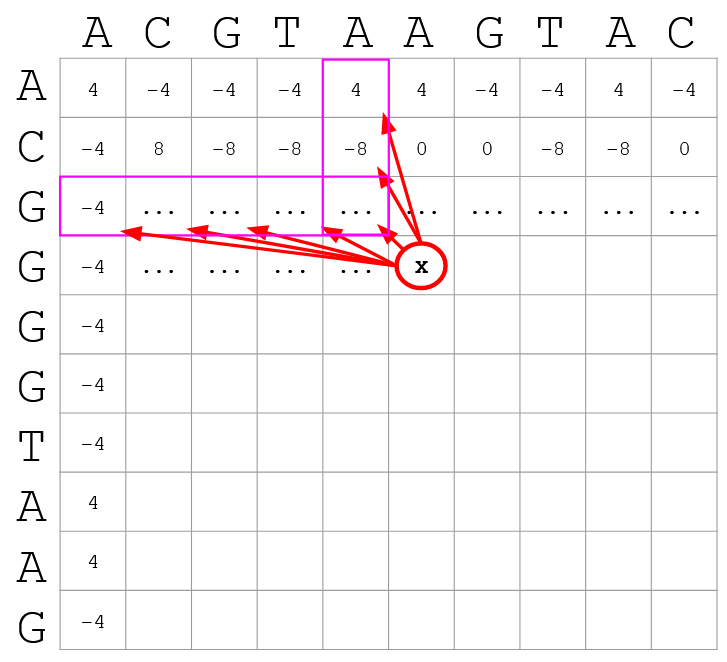 A C G T A A G T A C
A 4 −4 −4 −4 4 4 −4 −4 4 −4
C −4 8 −8 −8 −8 0 0 −8 −8 0
G −4 ... ... ... ... ... ... ... ... ...
G −4 ... ... ... ... x
G −4
G −4
T −4
A 4
A 4
G −4